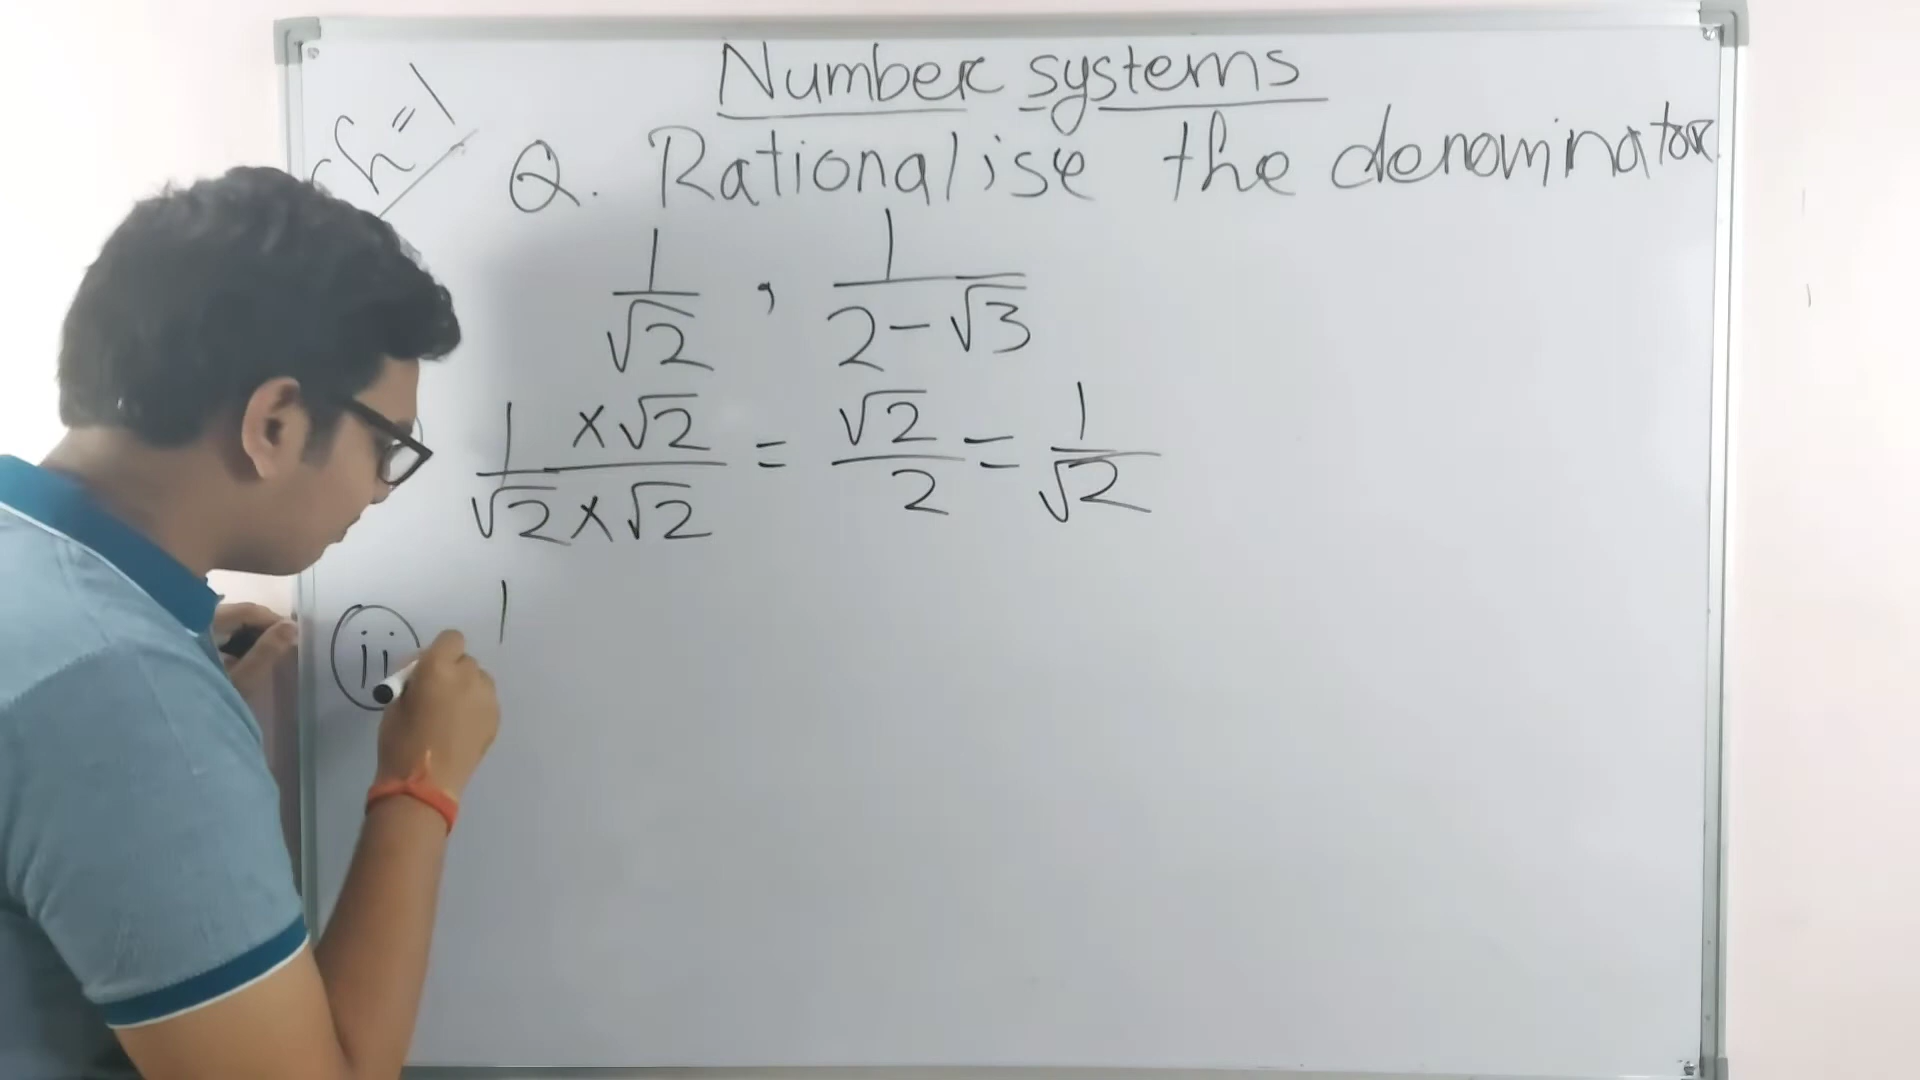 Number systems
ch=1
Q. Rationalise the denominator
1/√2 , 1/(2-√3)
(1 ×√2)/(√2×√2) = √2/2 = 1/√2
ii 1